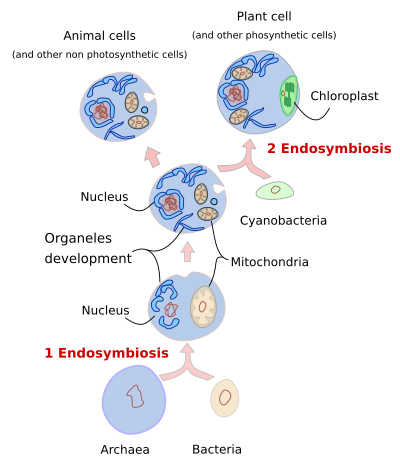 Plant cell
(and other phosynthetic cells)
Animal cells
(and other non photosynthetic cells)
Chloroplast
2 Endosymbiosis
Nucleus
Cyanobacteria
Organeles
development
Mitochondria
Nucleus
1 Endosymbiosis
Archaea
Bacteria